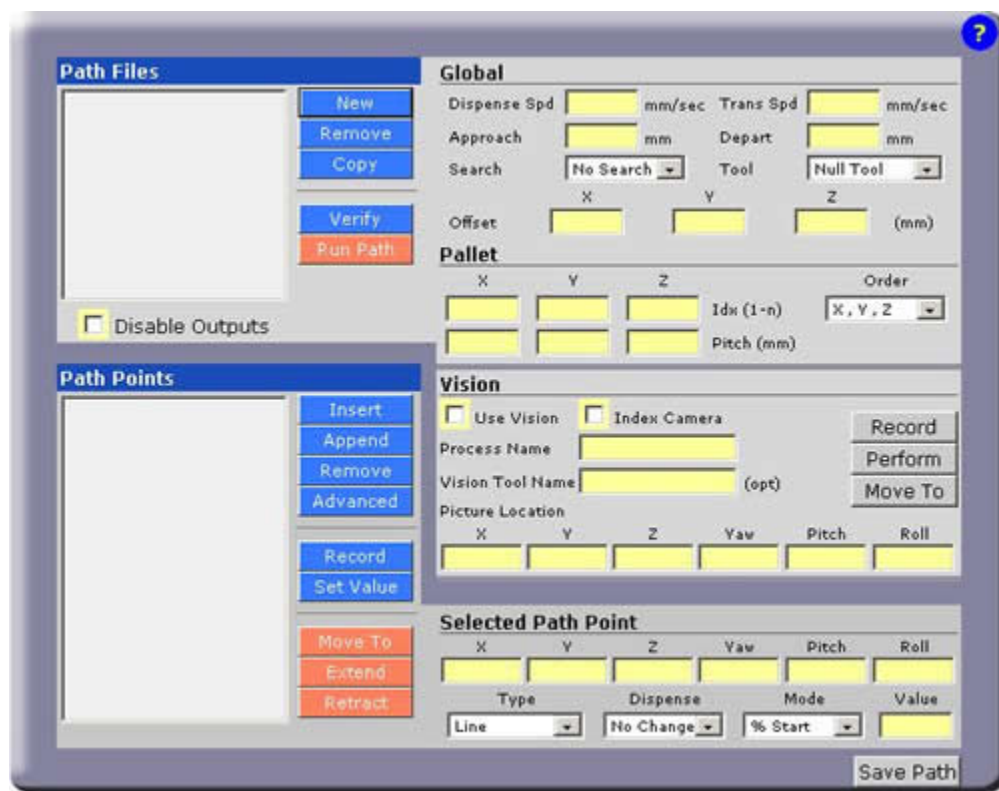 ?
Path Files
New
Remove
Copy
Verify
Run Path
Disable Outputs
Global
Dispense Spd mm/sec Trans Spd mm/sec
Approach mm Depart mm
Search No Search Tool Null Tool
X Y Z
Offset (mm)
Pallet
X Y Z Order
Idx (1-n) X,Y,Z
Pitch (mm)
Path Points
Insert
Append
Remove
Advanced
Record
Set Value
Move To
Extend
Retract
Vision
Use Vision Index Camera
Record
Process Name
Perform
Vision Tool Name (opt)
Move To
Picture Location
X Y Z Yaw Pitch Roll
Selected Path Point
X Y Z Yaw Pitch Roll
Type Dispense Mode Value
Line No Change % Start
Save Path